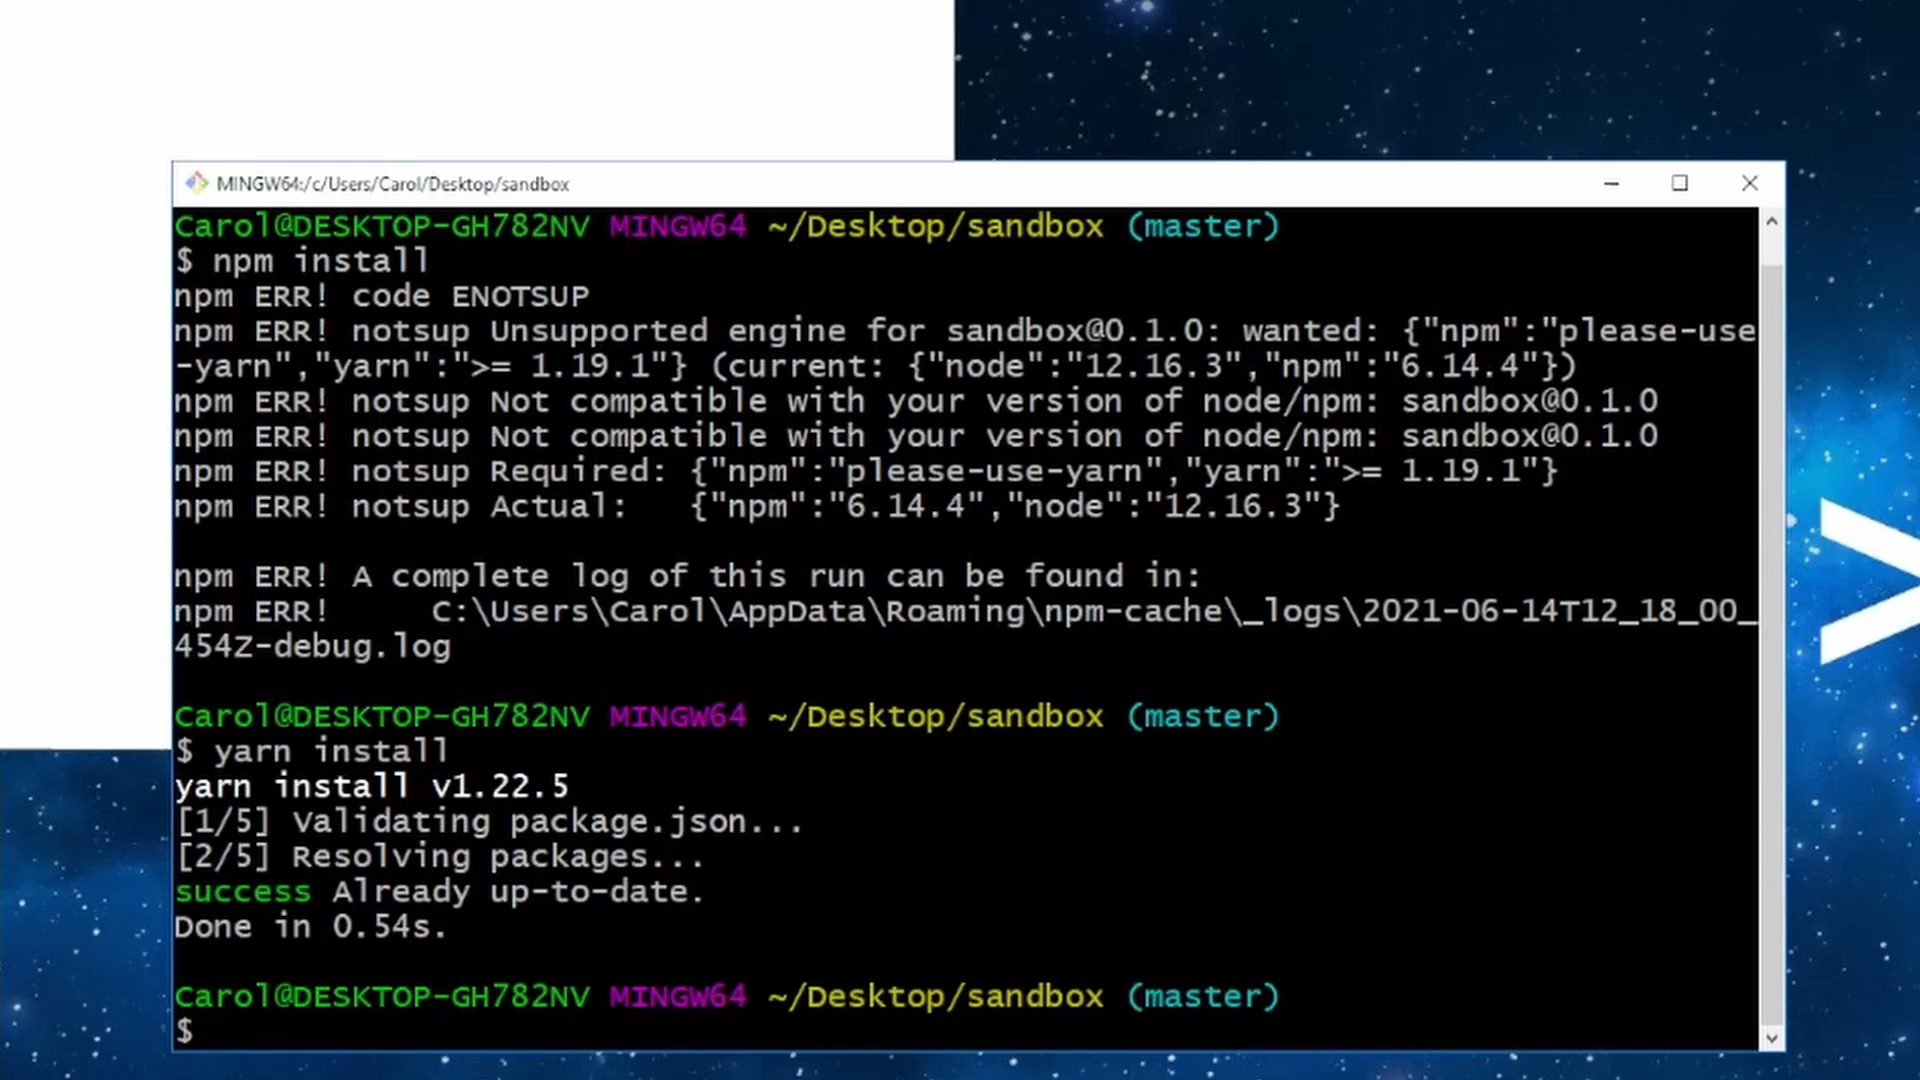 MINGW64:/c/Users/Carol/Desktop/sandbox
Carol@DESKTOP-GH782NV MINGW64 ~/Desktop/sandbox (master)
$ npm install
npm ERR! code ENOTSUP
npm ERR! notsup Unsupported engine for sandbox@0.1.0: wanted: {"npm":"please-use
-yarn","yarn":">= 1.19.1"} (current: {"node":"12.16.3","npm":"6.14.4"})
npm ERR! notsup Not compatible with your version of node/npm: sandbox@0.1.0
npm ERR! notsup Not compatible with your version of node/npm: sandbox@0.1.0
npm ERR! notsup Required: {"npm":"please-use-yarn","yarn":">= 1.19.1"}
npm ERR! notsup Actual:   {"npm":"6.14.4","node":"12.16.3"}
npm ERR! A complete log of this run can be found in:
npm ERR!     C:\Users\Carol\AppData\Roaming\npm-cache\_logs\2021-06-14T12_18_00_
454Z-debug.log
Carol@DESKTOP-GH782NV MINGW64 ~/Desktop/sandbox (master)
$ yarn install
yarn install v1.22.5
[1/5] Validating package.json...
[2/5] Resolving packages...
success Already up-to-date.
Done in 0.54s.
Carol@DESKTOP-GH782NV MINGW64 ~/Desktop/sandbox (master)
$